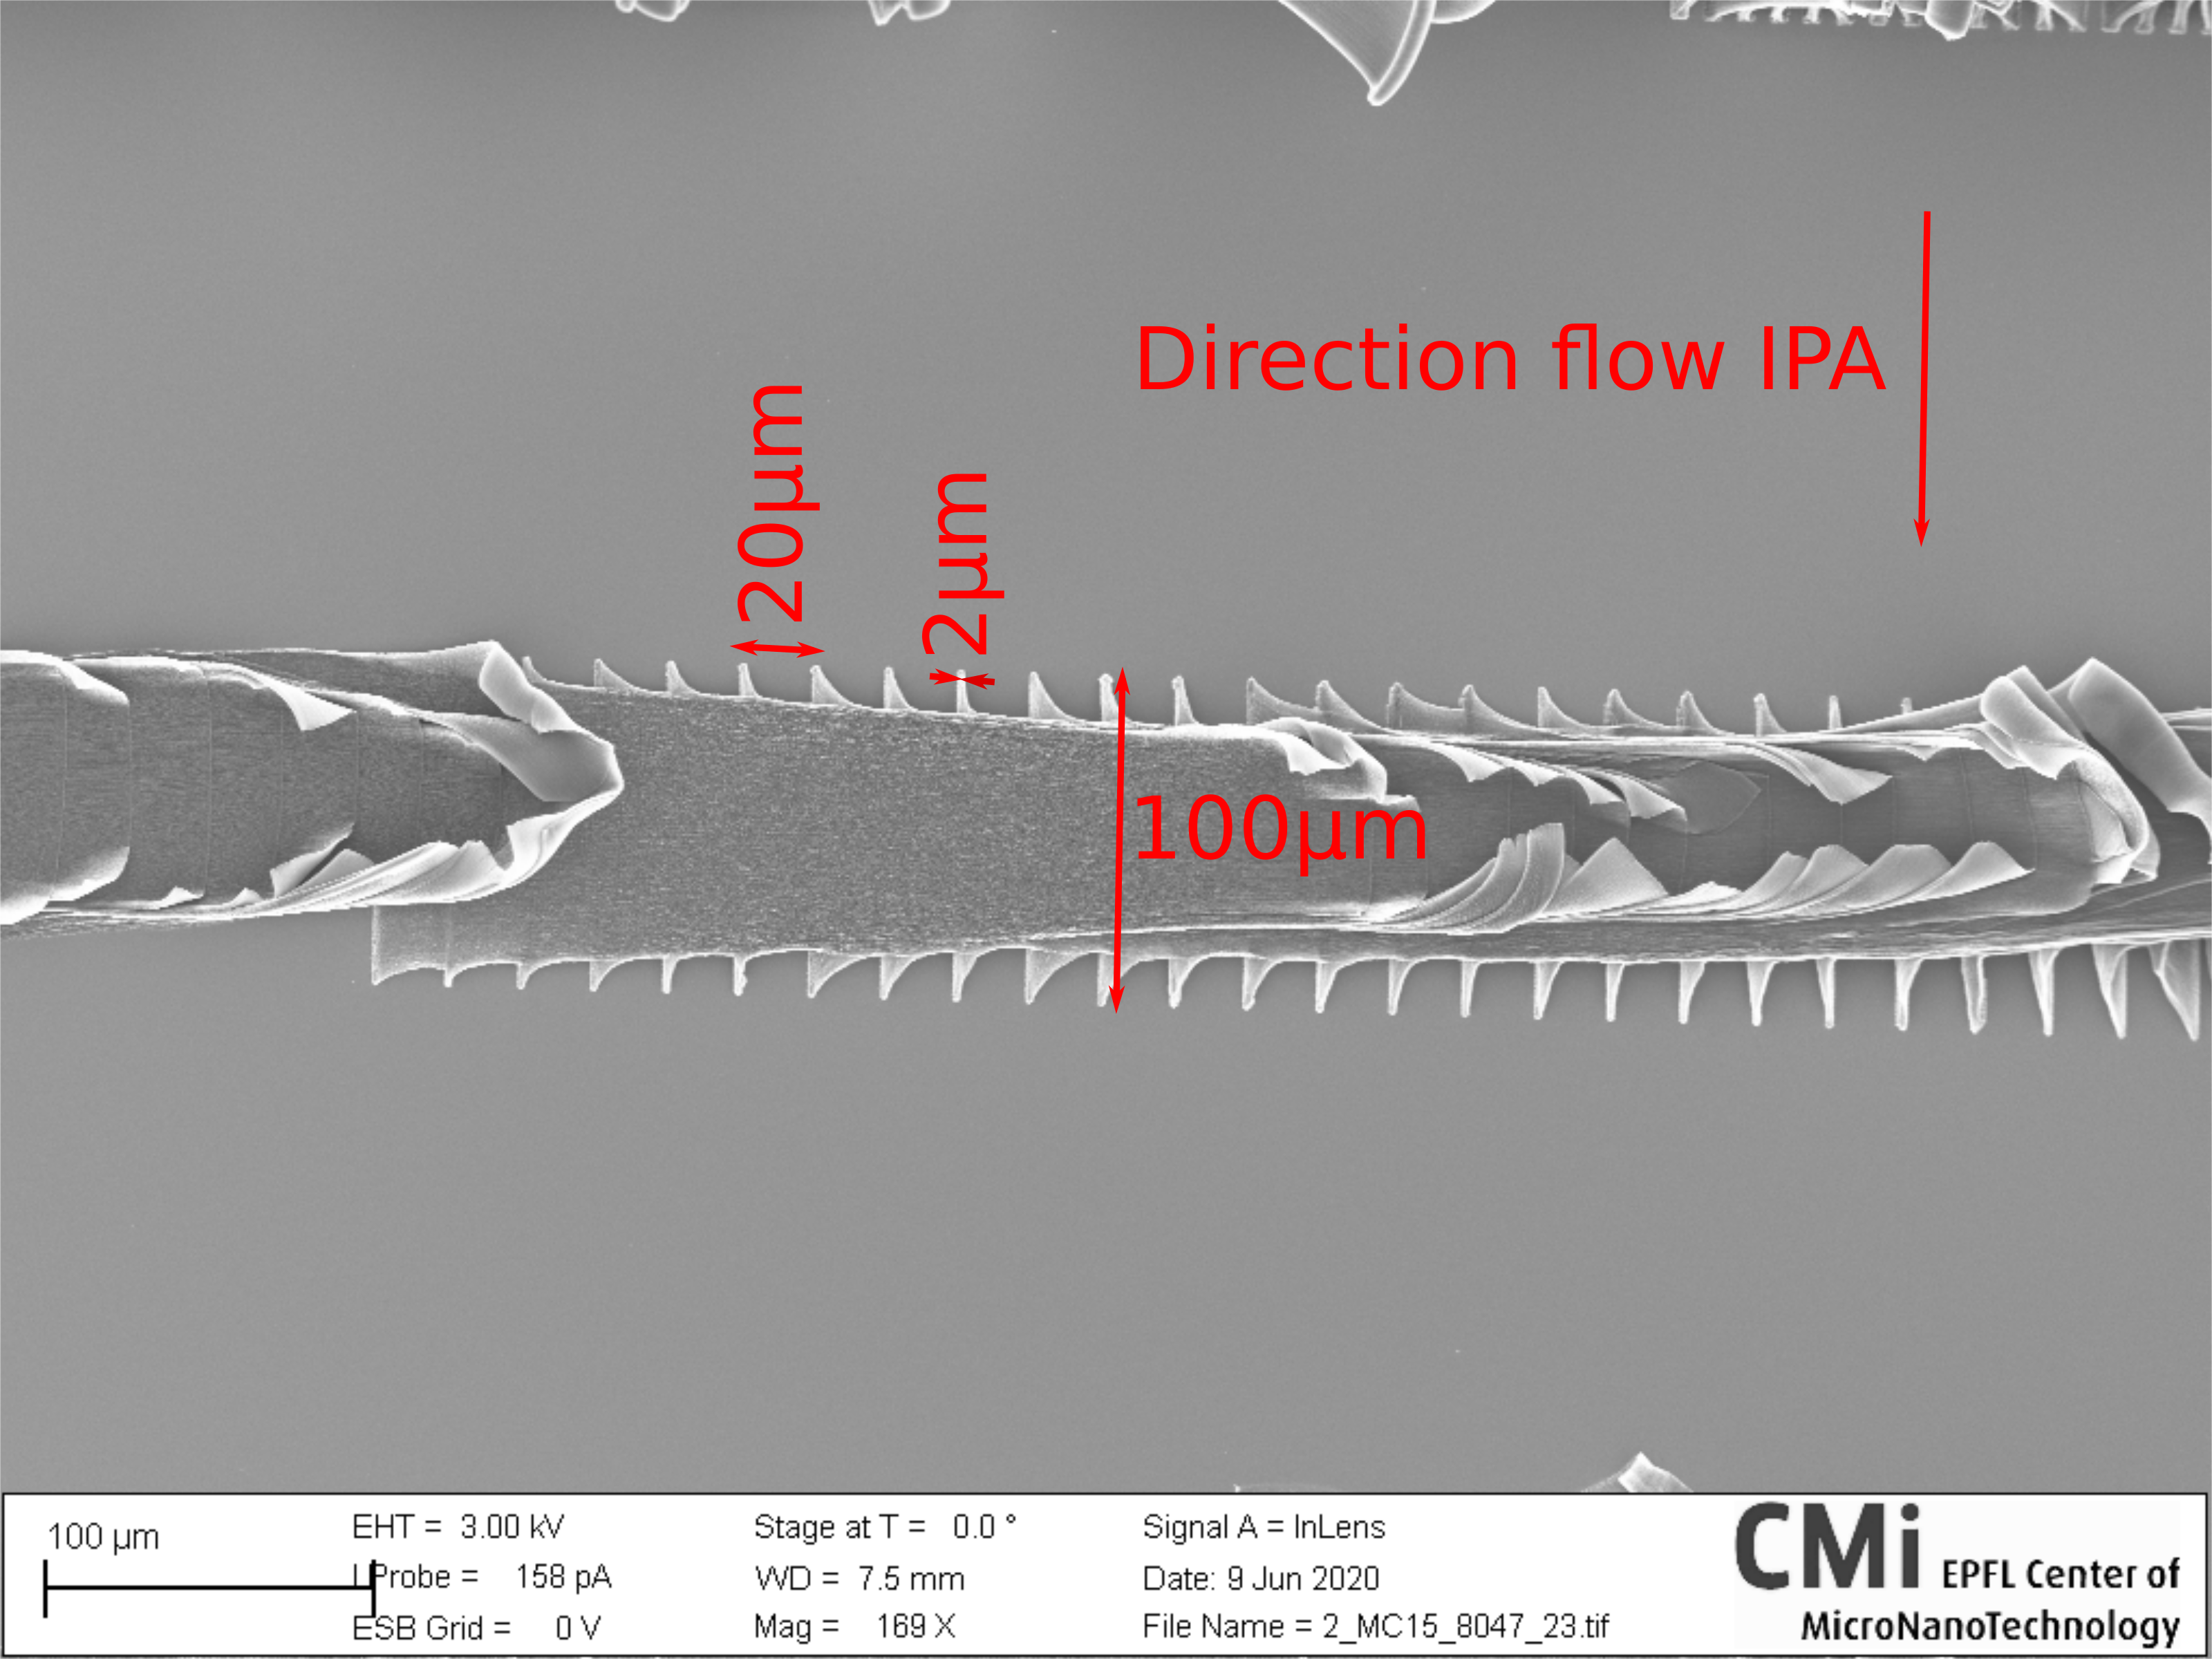 Direction flow IPA
20µm
2µm
100µm
100 µm
EHT = 3.00 kV
I Probe = 158 pA
ESB Grid = 0 V
Stage at T = 0.0 °
WD = 7.5 mm
Mag = 169 X
Signal A = InLens
Date: 9 Jun 2020
File Name = 2_MC15_8047_23.tif
CMi EPFL Center of
MicroNanoTechnology